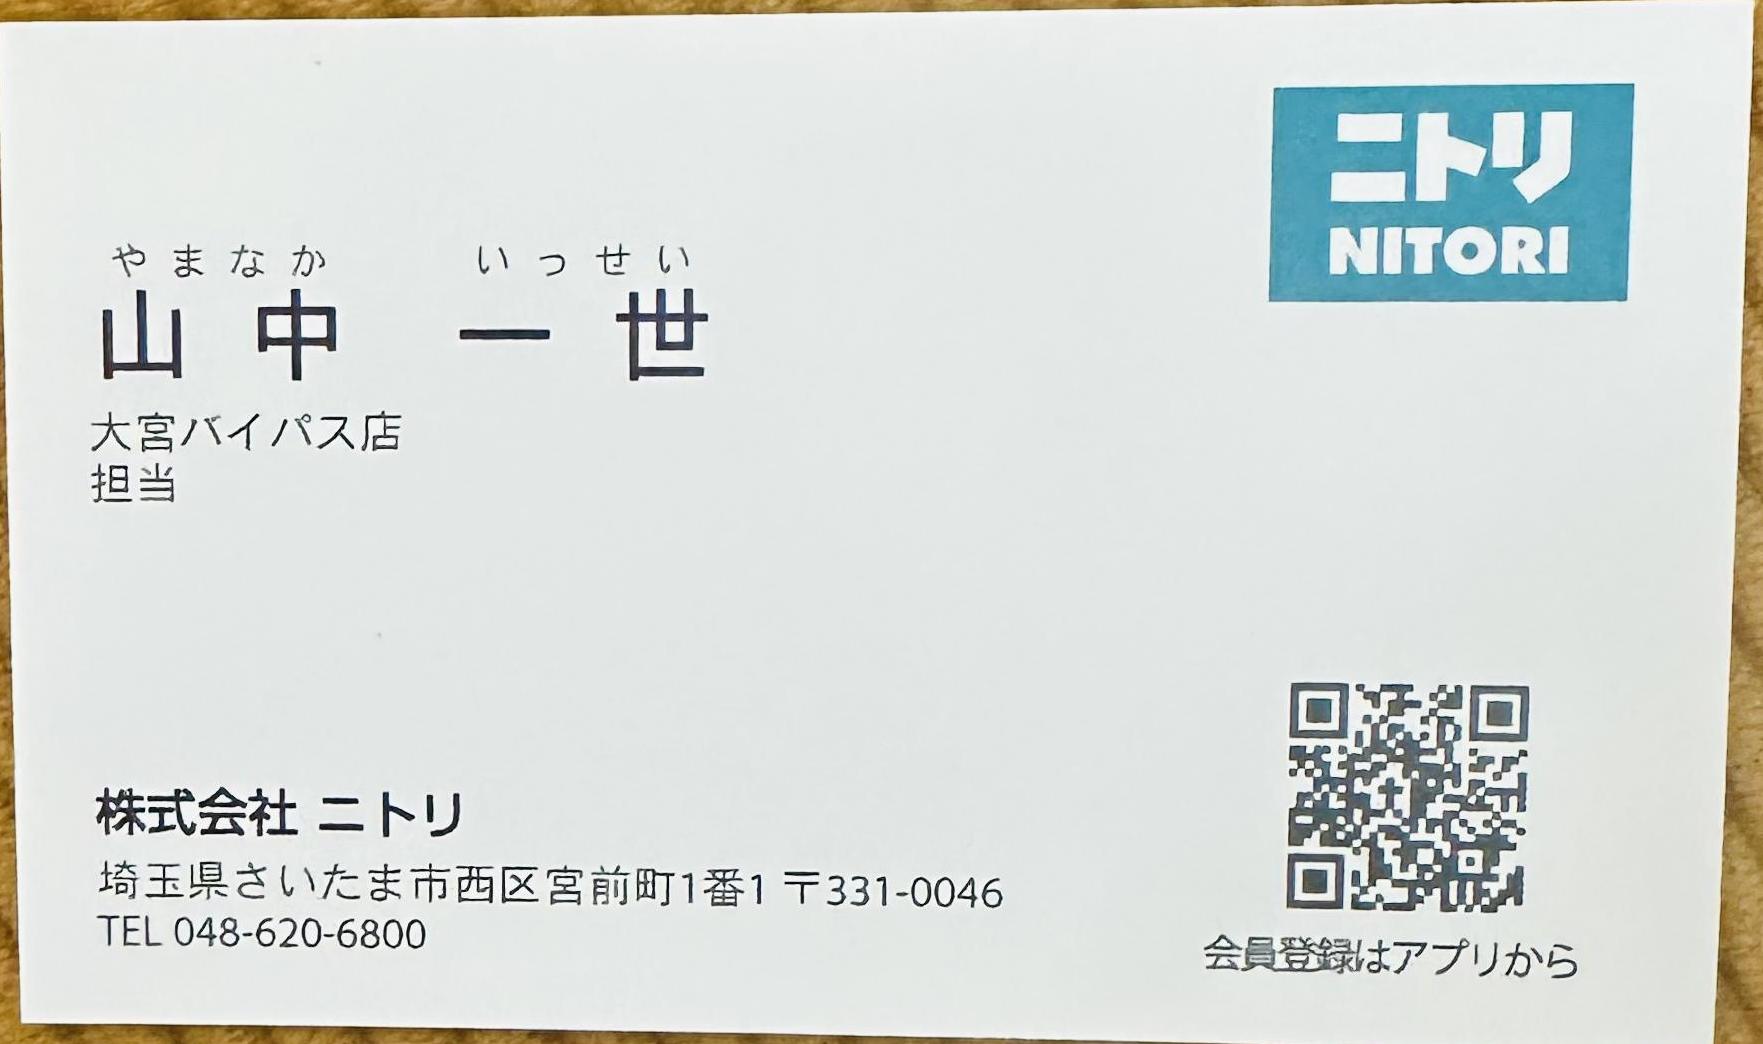 ニトリ
NITORI
やまなか いっせい
山中 一世
大宮バイパス店
担当
株式会社 ニトリ
埼玉県さいたま市西区宮前町1番1 〒331-0046
TEL 048-620-6800
会員登録はアプリから